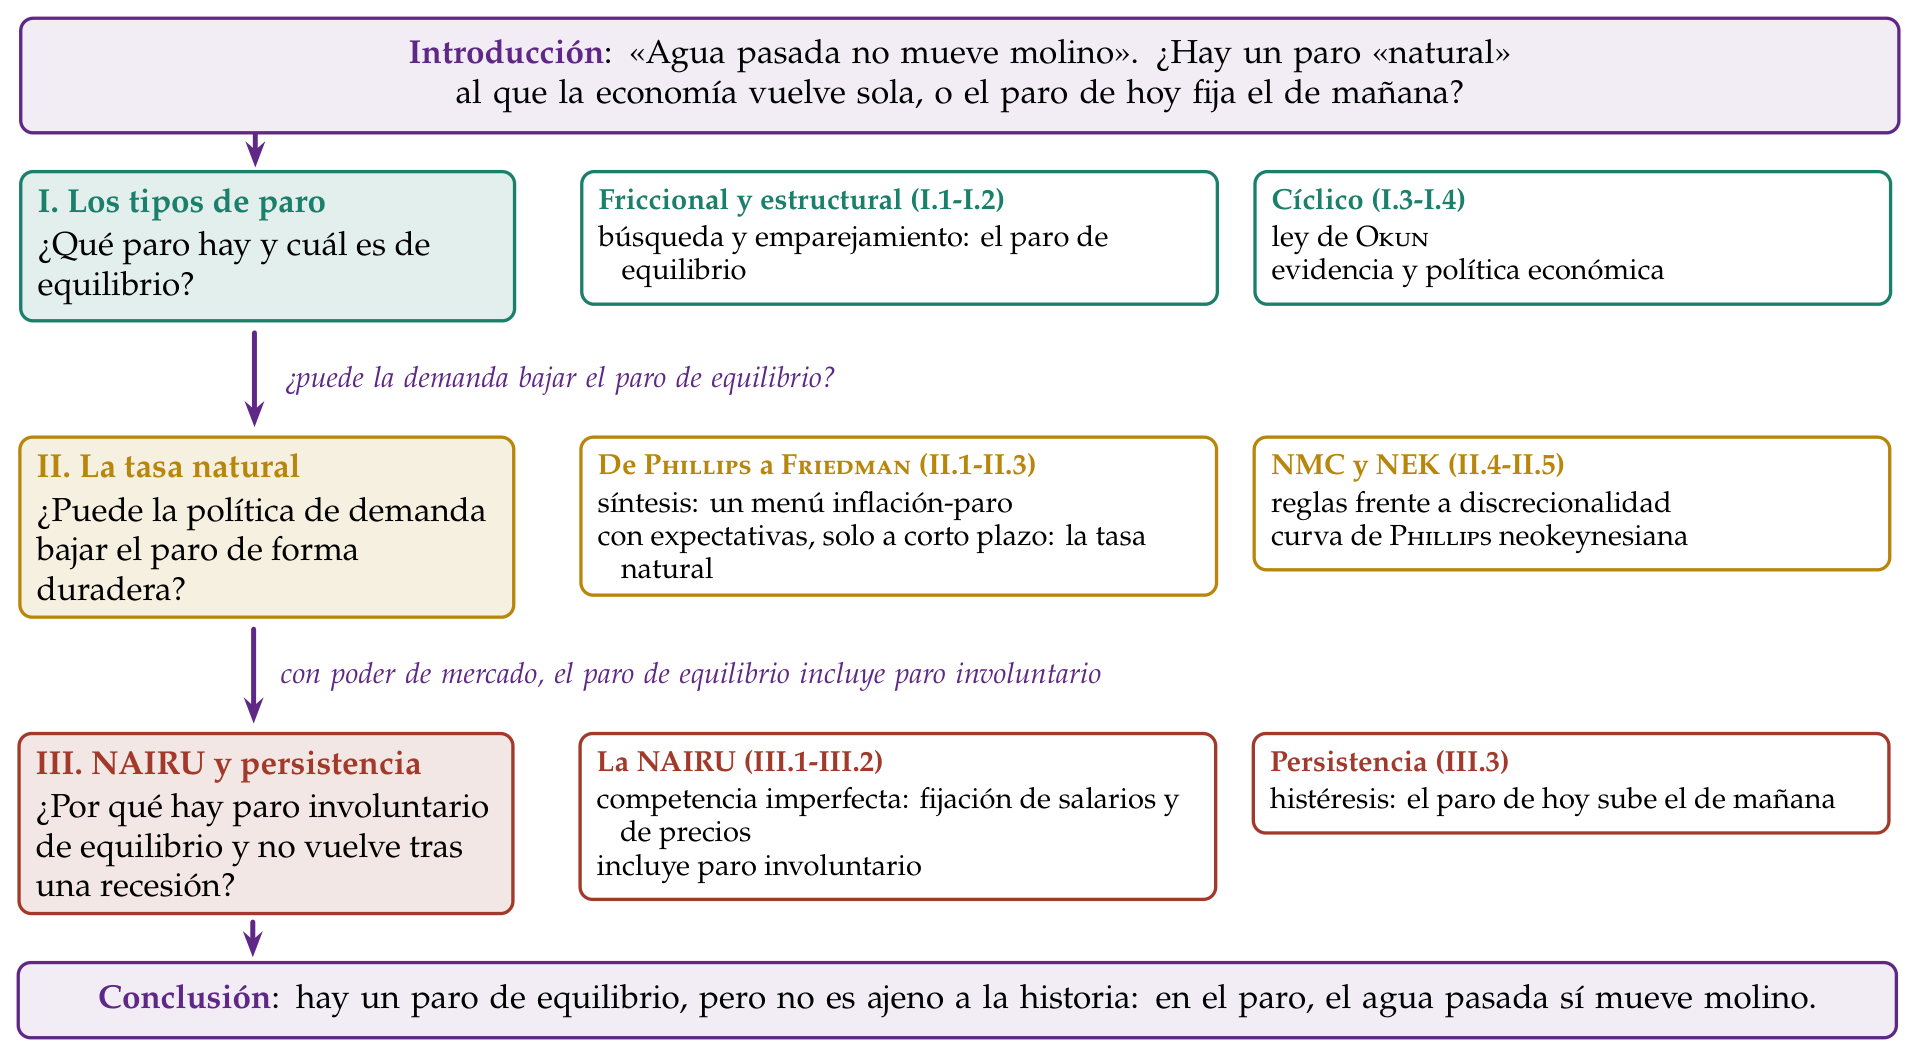 Introducción: «Agua pasada no mueve molino». ¿Hay un paro «natural»
al que la economía vuelve sola, o el paro de hoy fija el de mañana?
I. Los tipos de paro
¿Qué paro hay y cuál es de
equilibrio?
Friccional y estructural (I.1-I.2)
búsqueda y emparejamiento: el paro de
equilibrio
Cíclico (I.3-I.4)
ley de Okun
evidencia y política económica
¿puede la demanda bajar el paro de equilibrio?
II. La tasa natural
¿Puede la política de demanda
bajar el paro de forma
duradera?
De Phillips a Friedman (II.1-II.3)
síntesis: un menú inflación-paro
con expectativas, solo a corto plazo: la tasa
natural
NMC y NEK (II.4-II.5)
reglas frente a discrecionalidad
curva de Phillips neokeynesiana
con poder de mercado, el paro de equilibrio incluye paro involuntario
III. NAIRU y persistencia
¿Por qué hay paro involuntario
de equilibrio y no vuelve tras
una recesión?
La NAIRU (III.1-III.2)
competencia imperfecta: fijación de salarios y
de precios
incluye paro involuntario
Persistencia (III.3)
histéresis: el paro de hoy sube el de mañana
Conclusión: hay un paro de equilibrio, pero no es ajeno a la historia: en el paro, el agua pasada sí mueve molino.